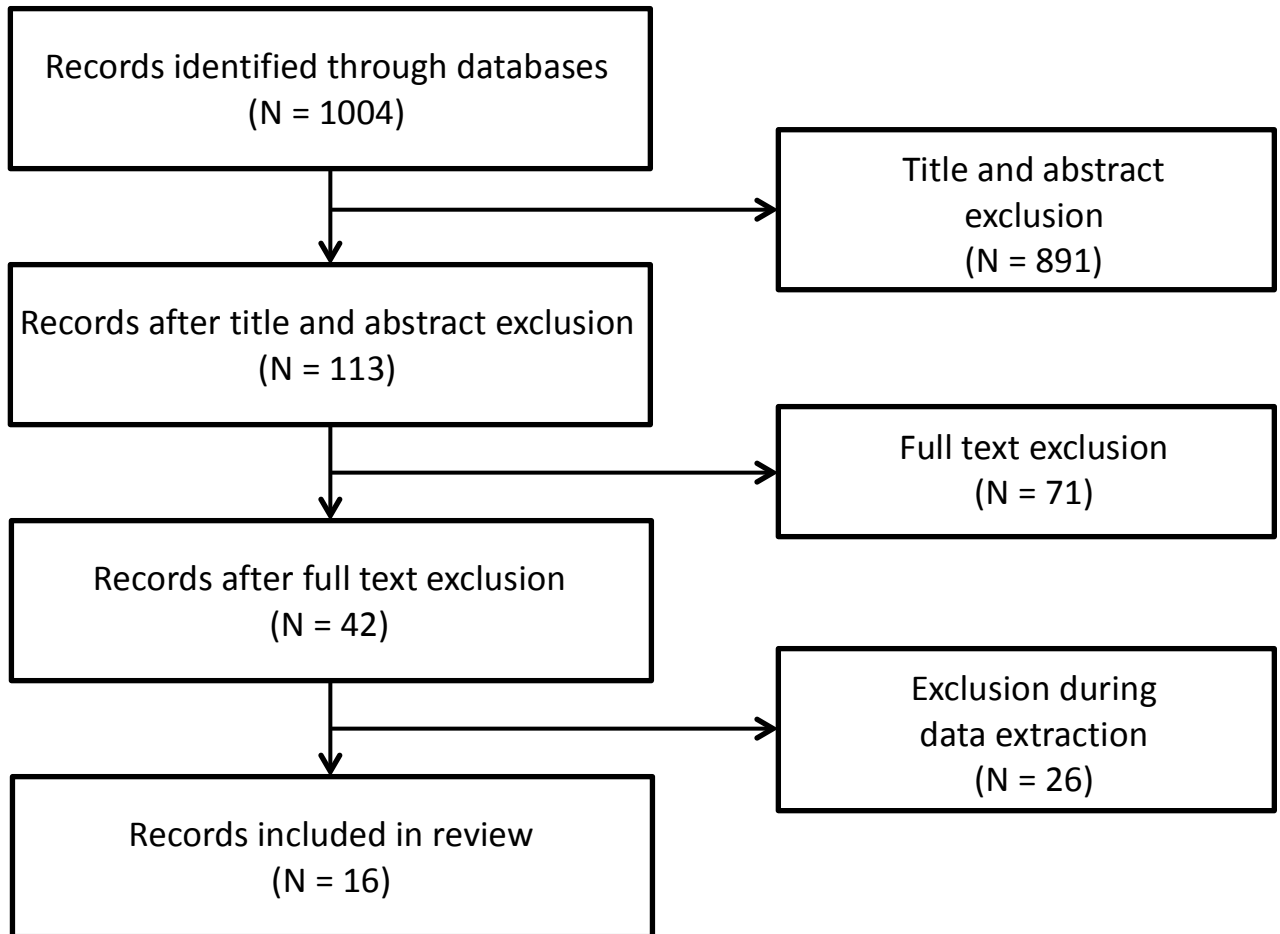 Records identified through databases
(N = 1004)
Title and abstract
exclusion
(N = 891)
Records after title and abstract exclusion
(N = 113)
Full text exclusion
(N = 71)
Records after full text exclusion
(N = 42)
Exclusion during
data extraction
(N = 26)
Records included in review
(N = 16)